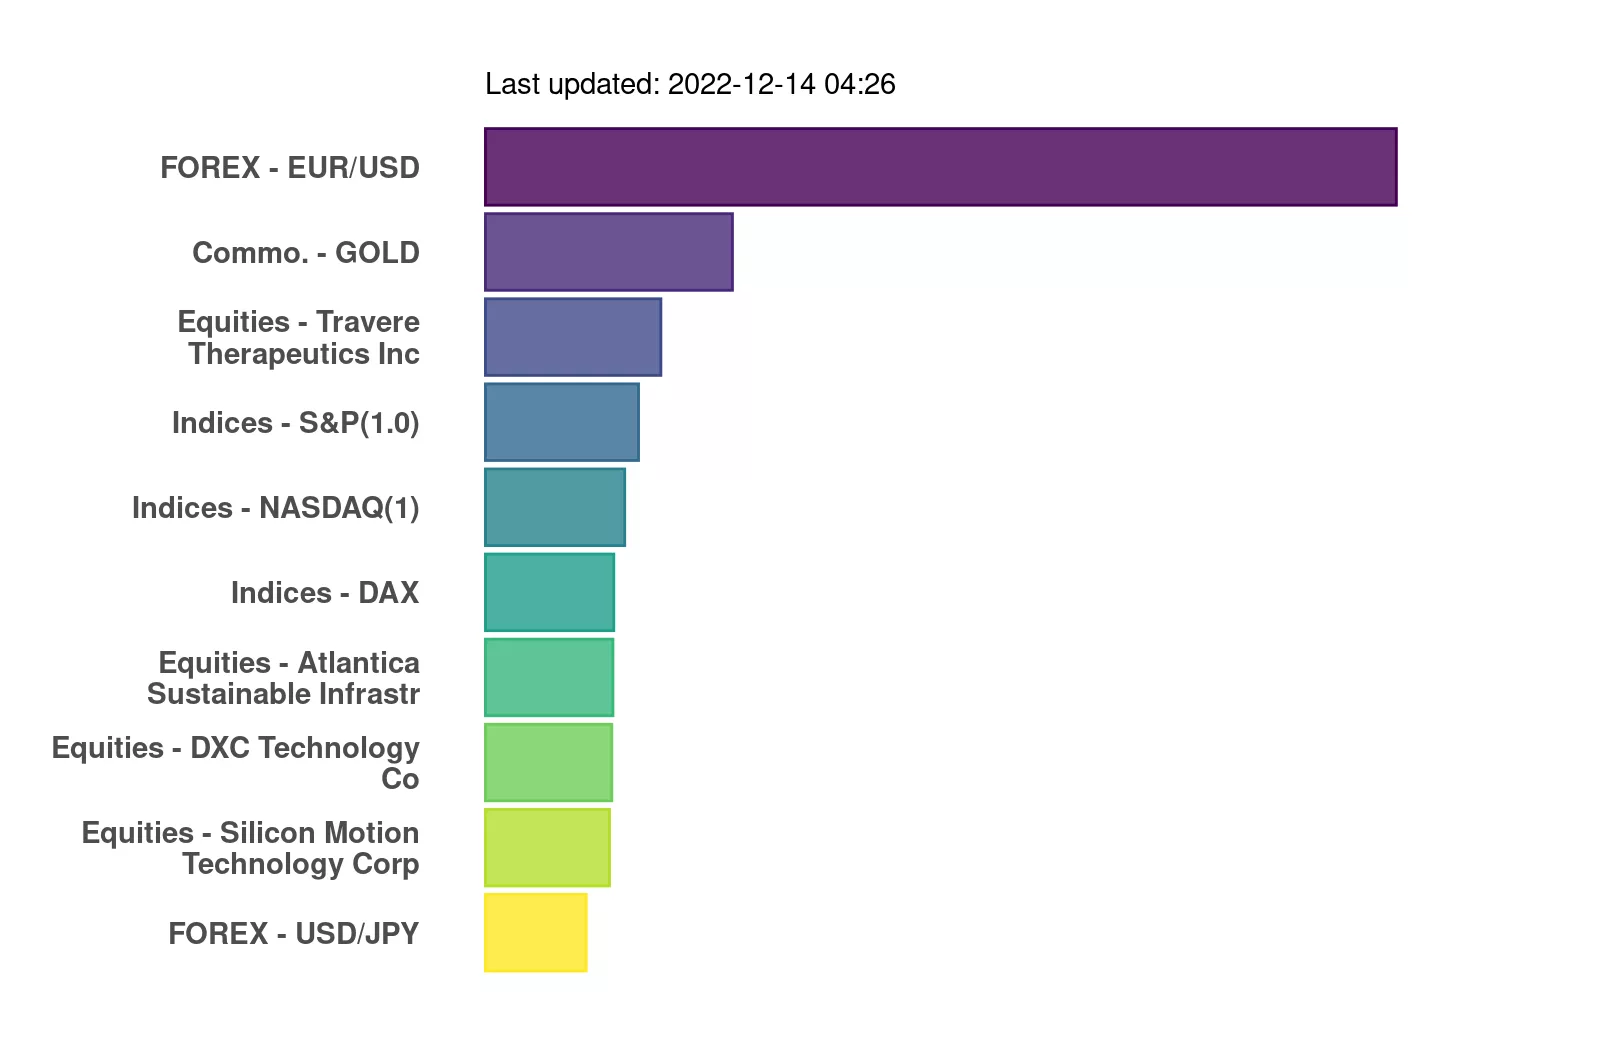 Last updated: 2022-12-14 04:26
FOREX - EUR/USD
Commo. - GOLD
Equities - Travere
Therapeutics Inc
Indices - S&P(1.0)
Indices - NASDAQ(1)
Indices - DAX
Equities - Atlantica
Sustainable Infrastr
Equities - DXC Technology
Co
Equities - Silicon Motion
Technology Corp
FOREX - USD/JPY